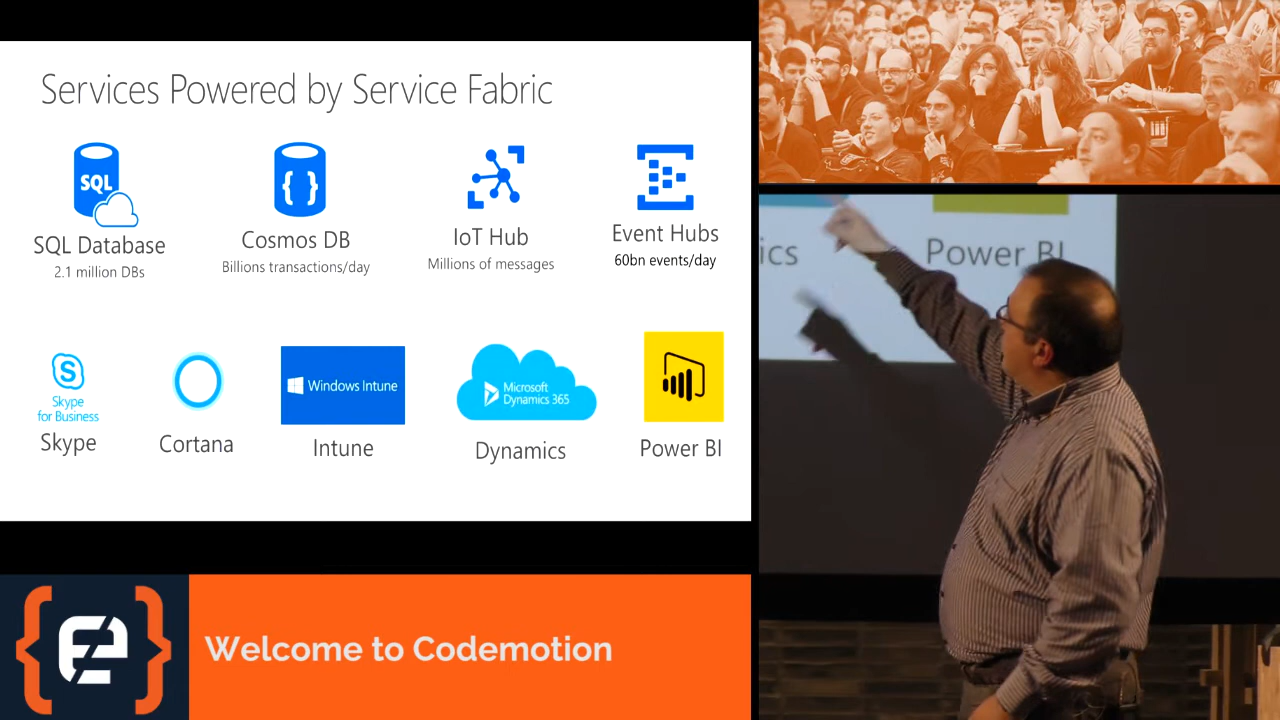 Services Powered by Service Fabric
SQL
SQL Database
2.1 million DBs
{ }
Cosmos DB
Billions transactions/day
IoT Hub
Millions of messages
Event Hubs
60bn events/day
S
Skype
for Business
Skype
Cortana
Windows Intune
Intune
Microsoft
Dynamics 365
Dynamics
Power BI
ics
Power BI
Welcome to Codemotion